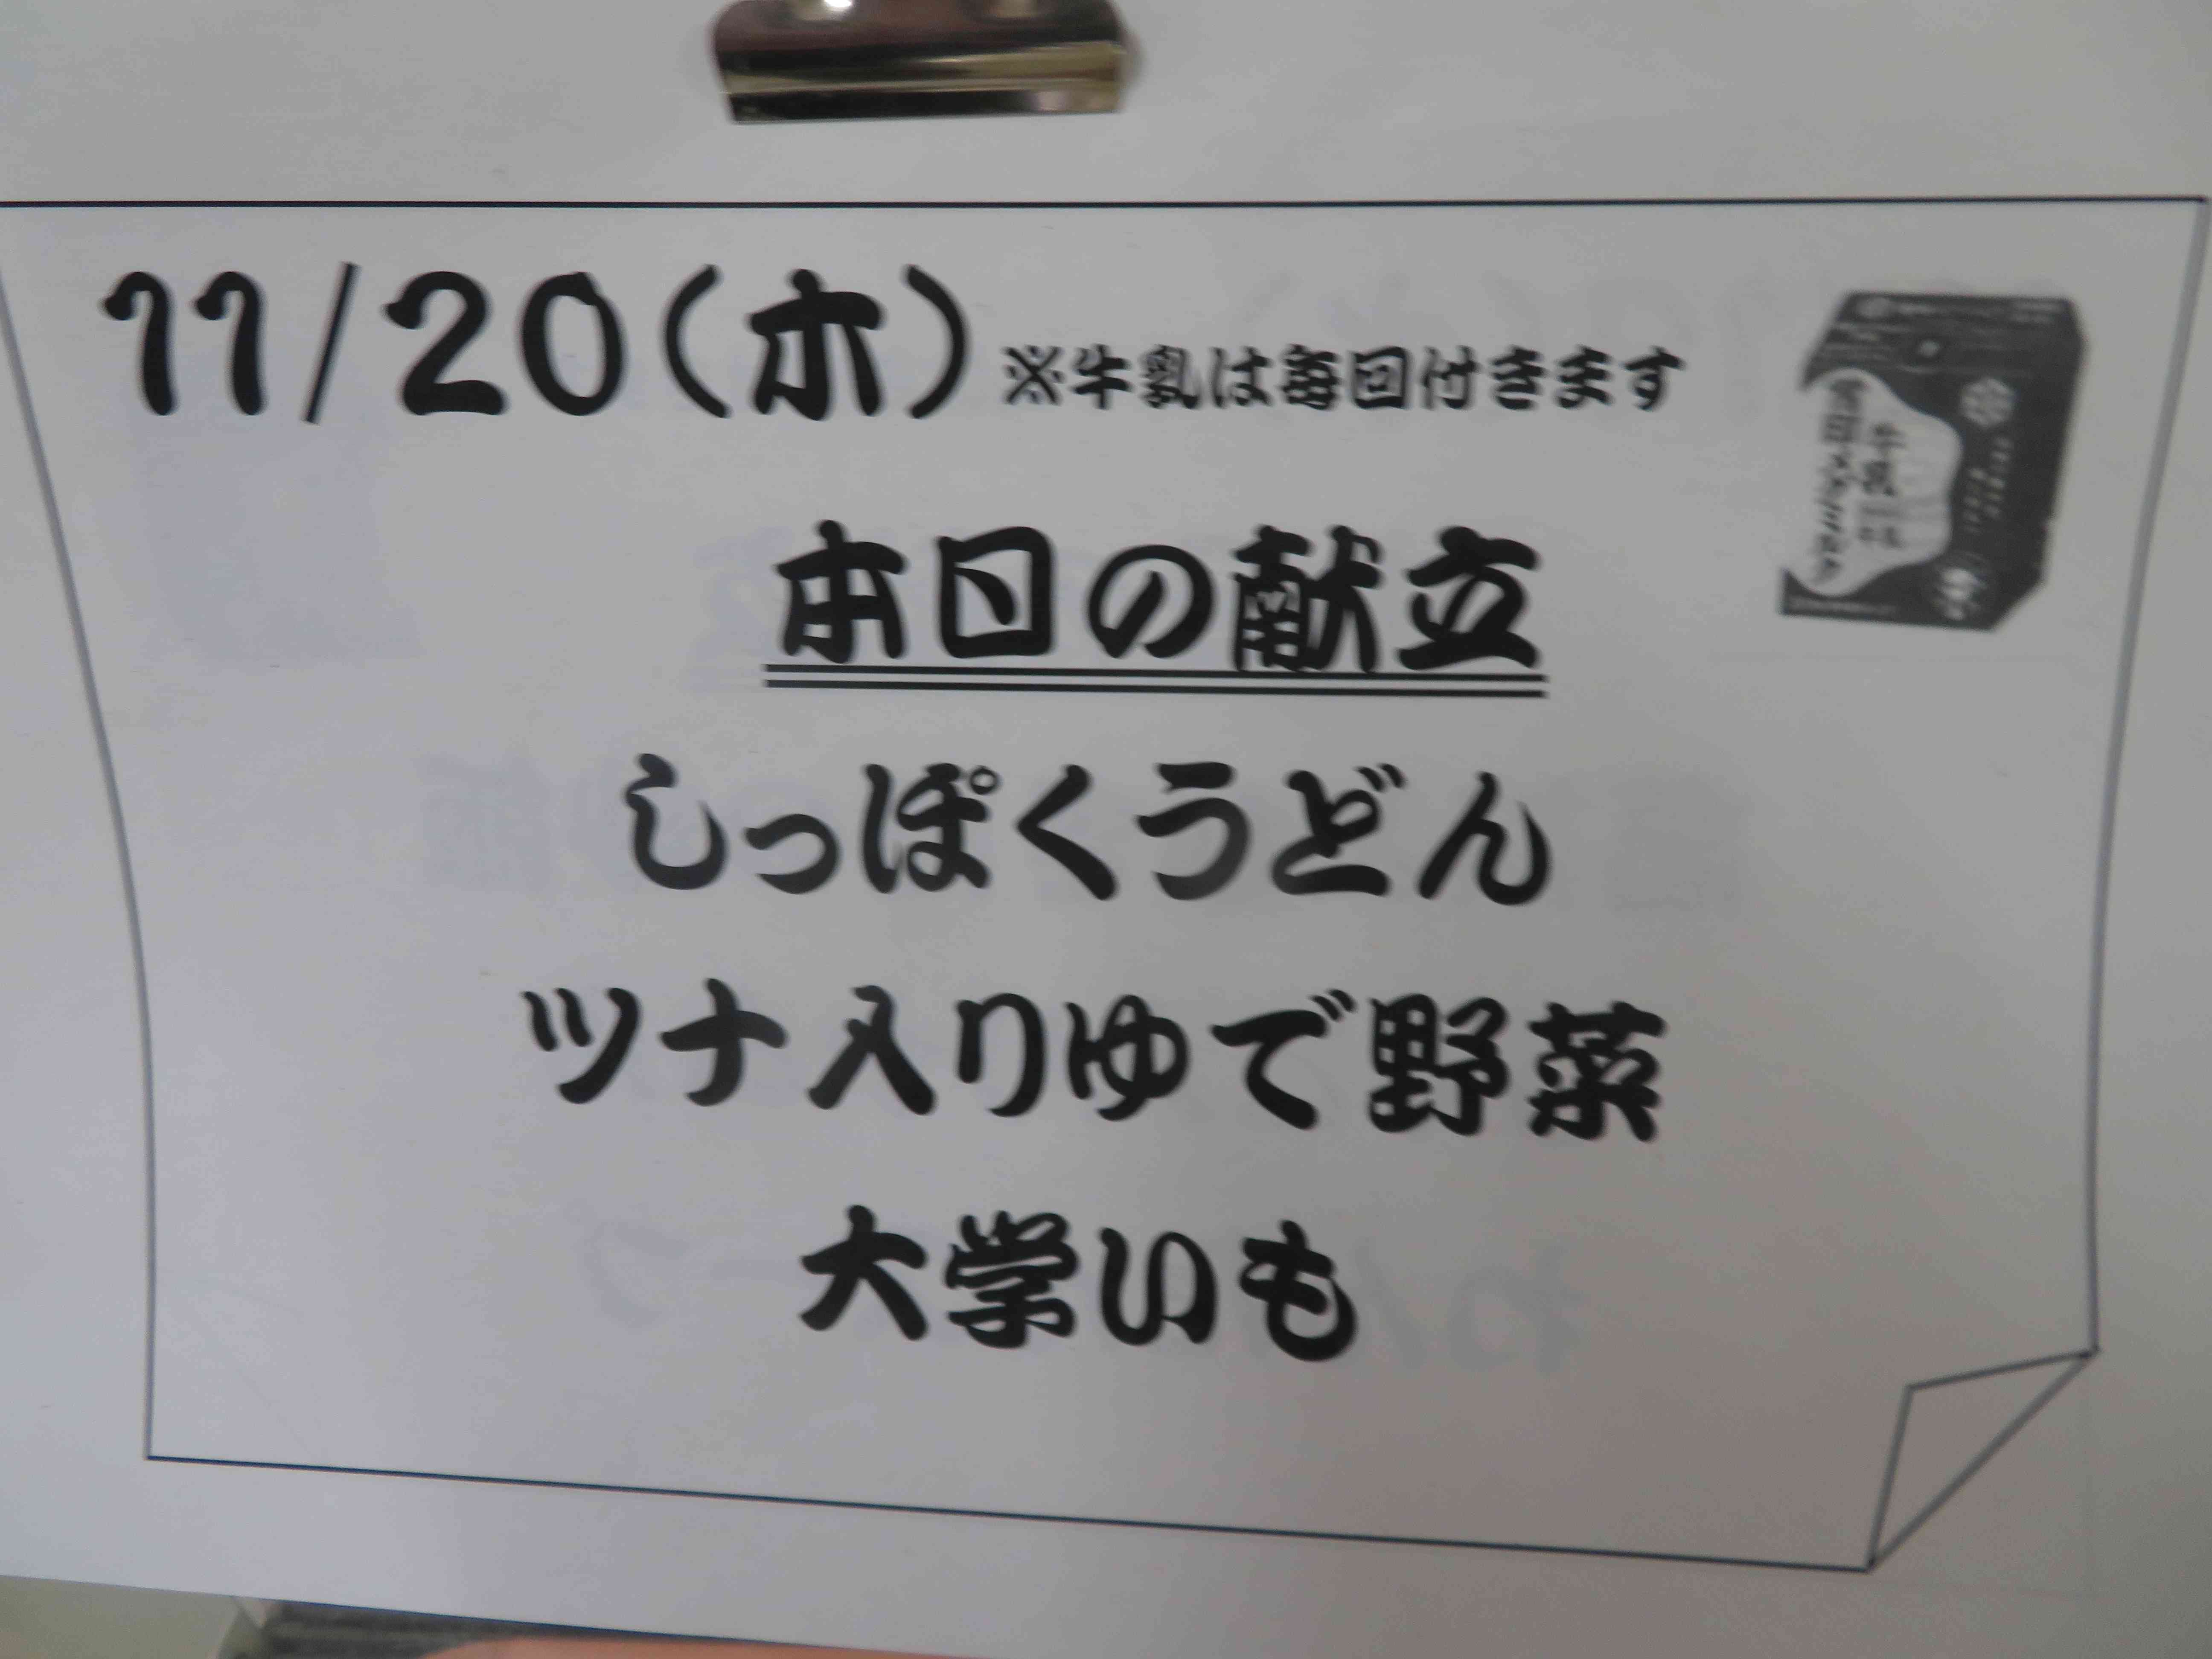 11/20(木) ※牛乳は毎回付きます
本日の献立
しっぽくうどん
ツナ入りゆで野菜
大学いも